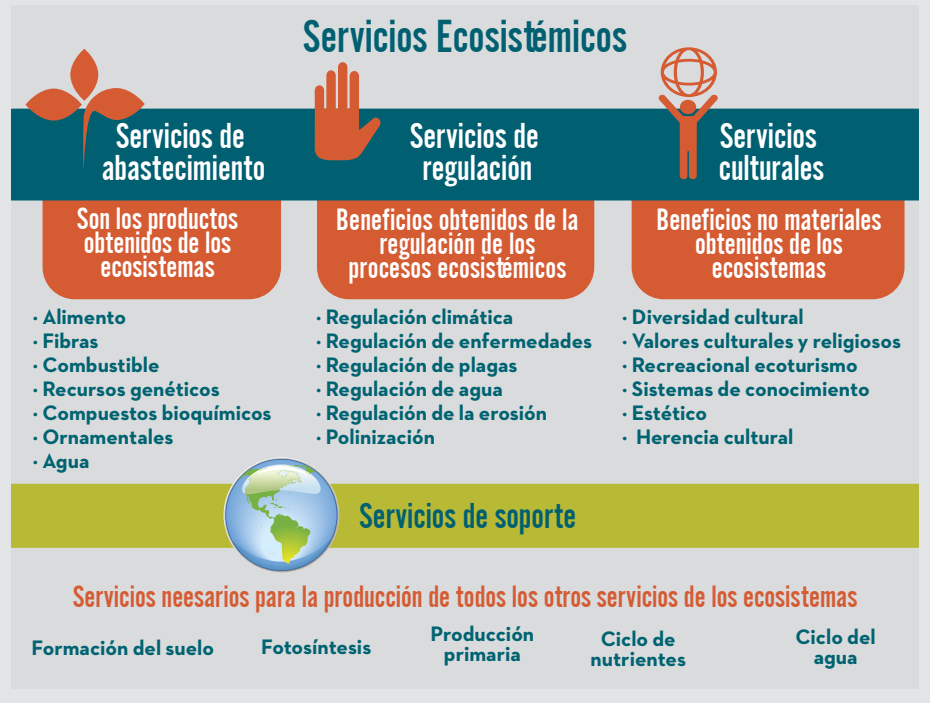 Servicios Ecosistémicos
Servicios de
abastecimiento
Son los productos
obtenidos de los
ecosistemas
· Alimento
· Fibras
· Combustible
· Recursos genéticos
· Compuestos bioquímicos
· Ornamentales
· Agua
Servicios de
regulación
Beneficios obtenidos de la
regulación de los
procesos ecosistémicos
· Regulación climática
· Regulación de enfermedades
· Regulación de plagas
· Regulación de agua
· Regulación de la erosión
· Polinización
Servicios
culturales
Beneficios no materiales
obtenidos de los
ecosistemas
· Diversidad cultural
· Valores culturales y religiosos
· Recreacional ecoturismo
· Sistemas de conocimiento
· Estético
· Herencia cultural
Servicios de soporte
Servicios neesarios para la producción de todos los otros servicios de los ecosistemas
Formación del suelo
Fotosíntesis
Producción
primaria
Ciclo de
nutrientes
Ciclo del
agua